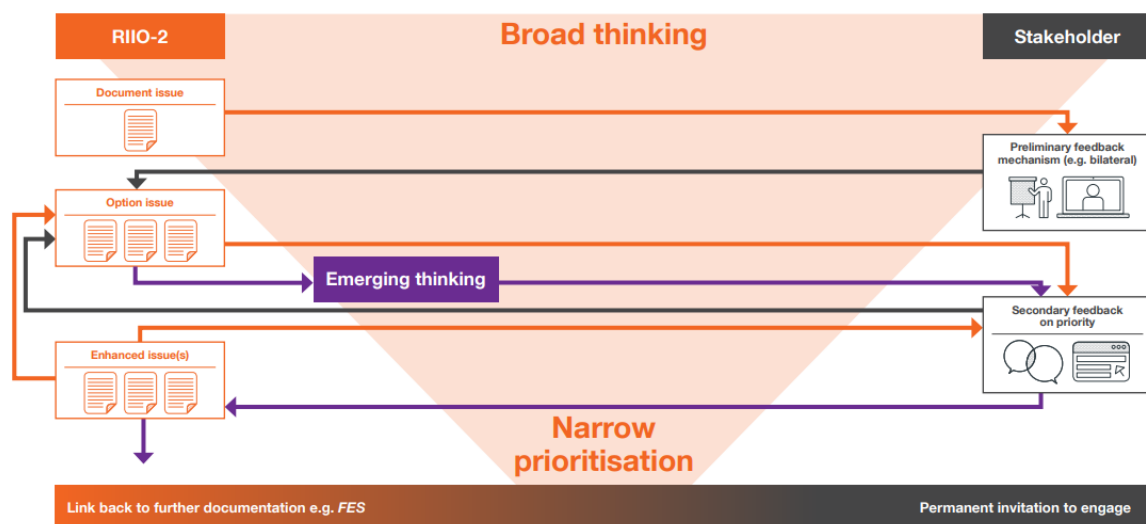 RIIO-2
Broad thinking
Stakeholder
Document issue
Preliminary feedback
mechanism (e.g. bilateral)
Option issue
Emerging thinking
Secondary feedback
on priority
Enhanced issue(s)
Narrow
prioritisation
Link back to further documentation e.g. FES
Permanent invitation to engage